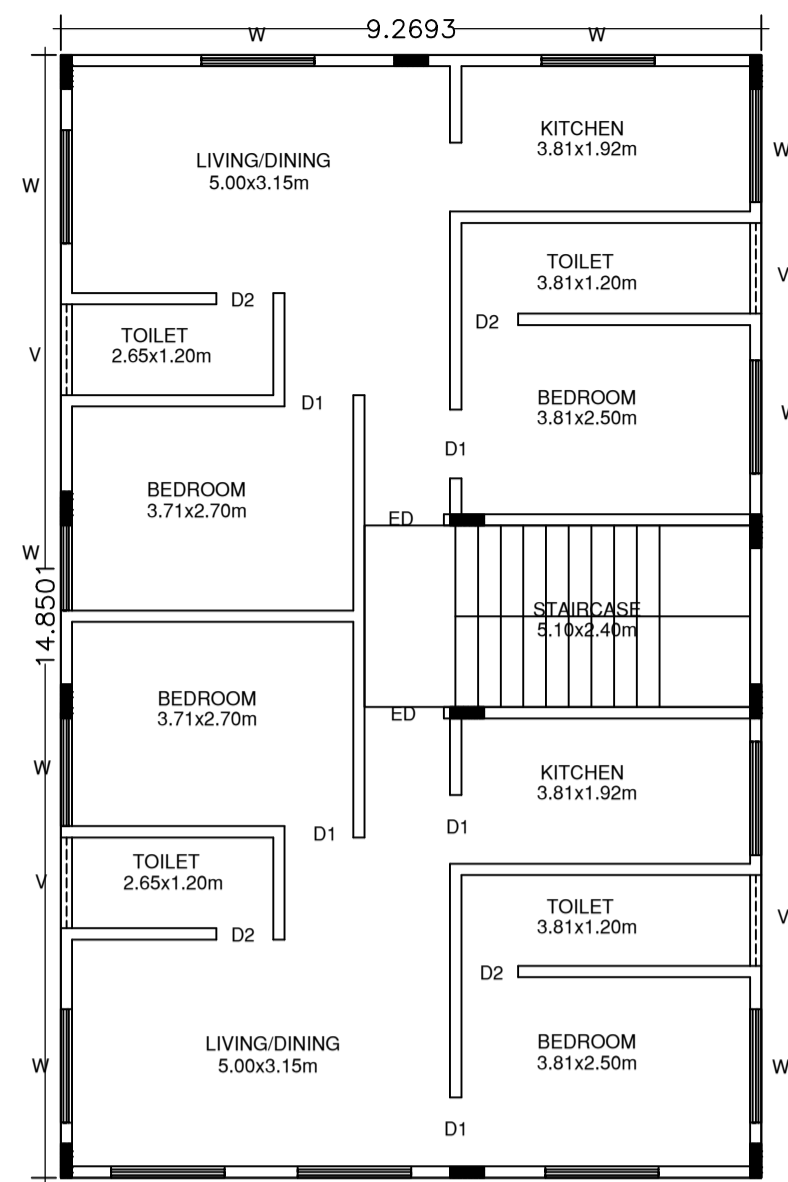 9.2693
W
W
KITCHEN
3.81x1.92m
W
LIVING/DINING
5.00x3.15m
W
TOILET
3.81x1.20m
V
D2
D2
TOILET
2.65x1.20m
V
BEDROOM
3.81x2.50m
W
D1
D1
BEDROOM
3.71x2.70m
ED
W
14.8501
STAIRCASE
5.10x2.40m
BEDROOM
3.71x2.70m
ED
W
KITCHEN
3.81x1.92m
D1
D1
TOILET
2.65x1.20m
V
D2
TOILET
3.81x1.20m
V
D2
LIVING/DINING
5.00x3.15m
W
BEDROOM
3.81x2.50m
W
D1